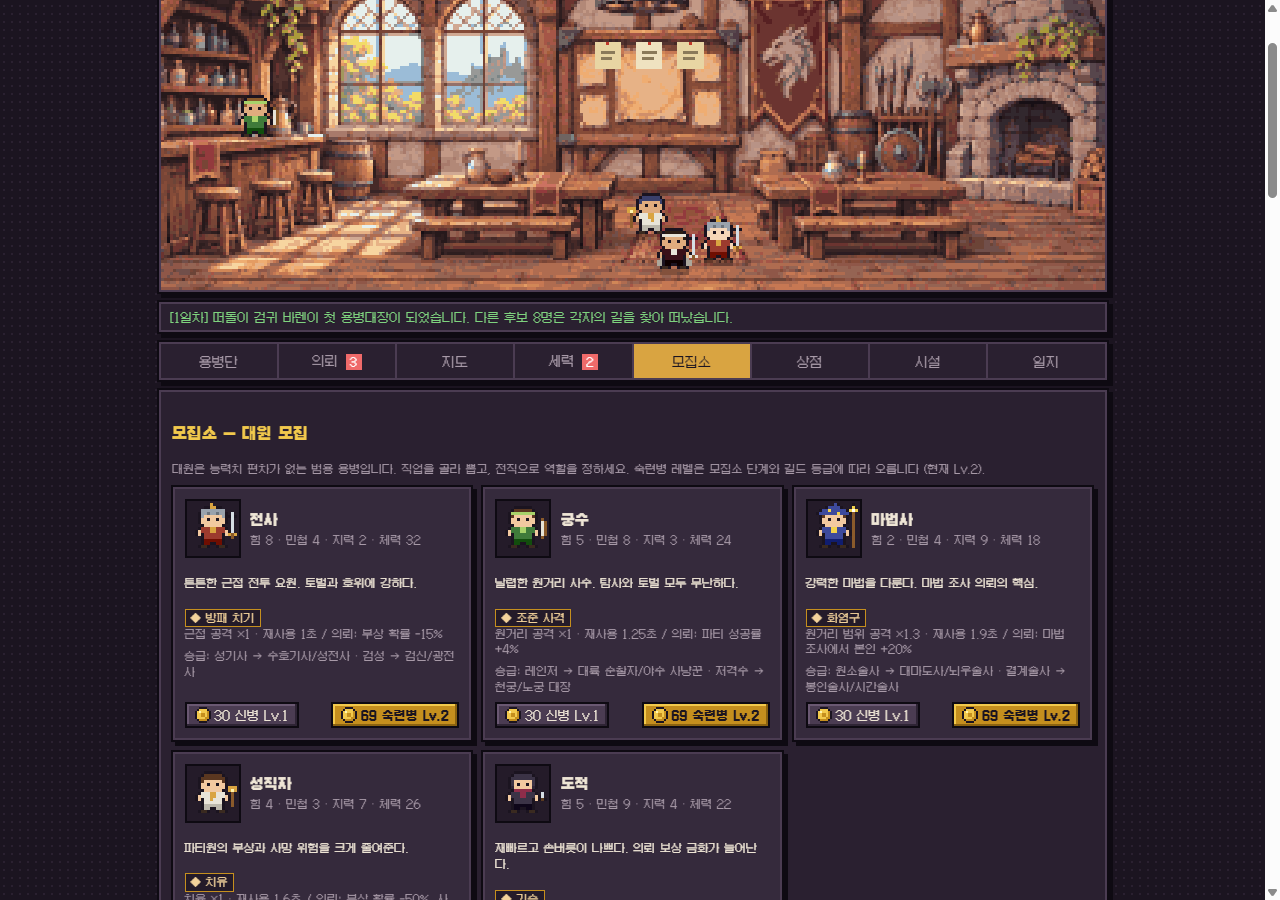 [1일차] 떠돌이 검귀 바렌이 첫 용병대장이 되었습니다. 다른 후보 8명은 각자의 길을 찾아 떠났습니다.
용병단 의뢰 3 지도 세력 2 모집소 상점 시설 일지
모집소 — 대원 모집
대원은 능력치 편차가 없는 범용 용병입니다. 직업을 골라 뽑고, 전직으로 역할을 정하세요. 숙련병 레벨은 모집소 단계와 길드 등급에 따라 오릅니다 (현재 Lv.2).
전사
힘 8 · 민첩 4 · 지력 2 · 체력 32
튼튼한 근접 전투 요원. 토벌과 호위에 강하다.
◆ 방패 치기
근접 공격 ×1 · 재사용 1초 / 의뢰: 부상 확률 -15%
승급: 성기사 → 수호기사/성전사 · 검성 → 검신/광전
사
30 신병 Lv.1
69 숙련병 Lv.2
궁수
힘 5 · 민첩 8 · 지력 3 · 체력 24
날렵한 원거리 사수. 탐사와 토벌 모두 무난하다.
◆ 조준 사격
원거리 공격 ×1 · 재사용 1.25초 / 의뢰: 파티 성공률
+4%
승급: 레인저 → 대륙 순찰자/야수 사냥꾼 · 저격수 →
천궁/노궁 대장
30 신병 Lv.1
69 숙련병 Lv.2
마법사
힘 2 · 민첩 4 · 지력 9 · 체력 18
강력한 마법을 다룬다. 마법 조사 의뢰의 핵심.
◆ 화염구
원거리 범위 공격 ×1.3 · 재사용 1.9초 / 의뢰: 마법
조사에서 본인 +20%
승급: 원소술사 → 대마도사/뇌우술사 · 결계술사 →
봉인술사/시간술사
30 신병 Lv.1
69 숙련병 Lv.2
성직자
힘 4 · 민첩 3 · 지력 7 · 체력 26
파티원의 부상과 사망 위험을 크게 줄여준다.
◆ 치유
치유 ×1 · 재사용 1.6초 / 의뢰: 부상 확률 -50%, 사
도적
힘 5 · 민첩 9 · 지력 4 · 체력 22
재빠르고 손버릇이 나쁘다. 의뢰 보상 금화가 늘어난
다.
◆ 기습